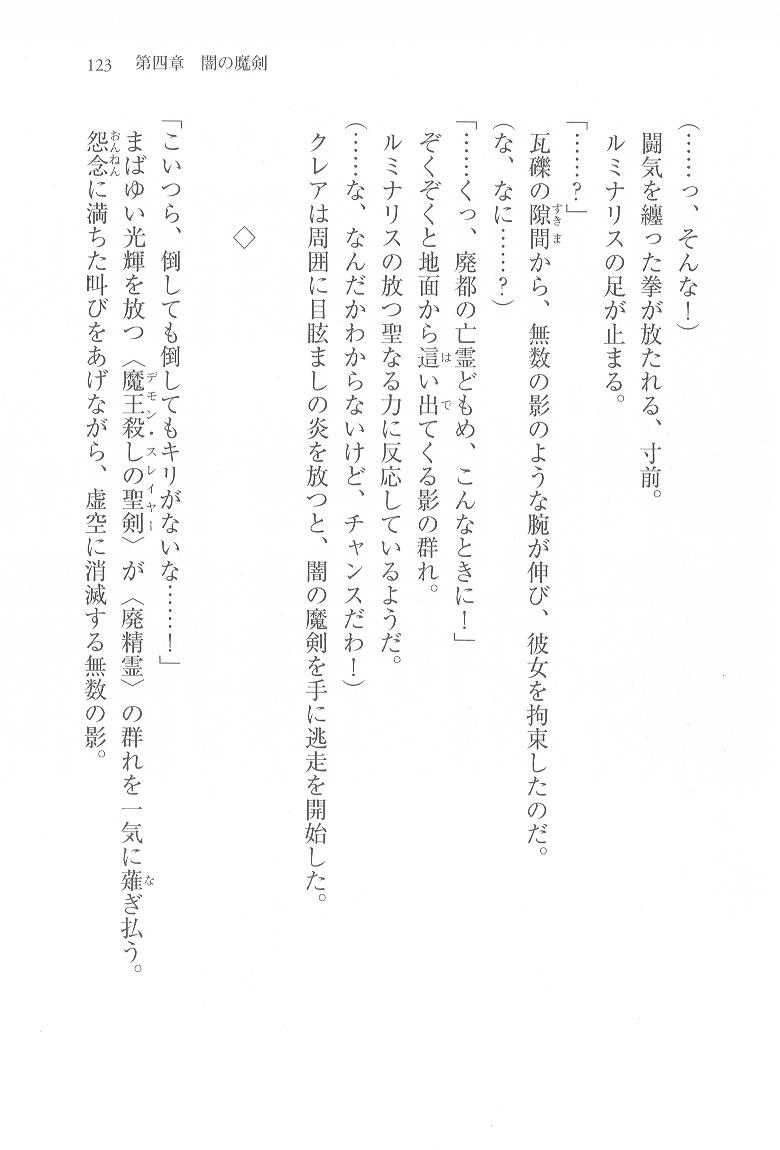 123　第四章　闇の魔剣
（……っ、そんな！）
闘気を纏った拳が放たれる、寸前。
ルミナリスの足が止まる。
「……？」
瓦礫の隙間から、無数の影のような腕が伸び、彼女を拘束したのだ。
（な、なに……？）
「……くっ、廃都の亡霊どもめ、こんなときに！」
ぞくぞくと地面から這い出てくる影の群れ。
ルミナリスの放つ聖なる力に反応しているようだ。
（……な、なんだかわからないけど、チャンスだわ！）
クレアは周囲に目眩ましの炎を放つと、闇の魔剣を手に逃走を開始した。
◇
「こいつら、倒しても倒してもキリがないな……！」
まばゆい光輝を放つ〈魔王殺しの聖剣〉が〈廃精霊〉の群れを一気に薙ぎ払う。
怨念に満ちた叫びをあげながら、虚空に消滅する無数の影。
すきま
は
で
デモン・スレイヤー
な
おんねん